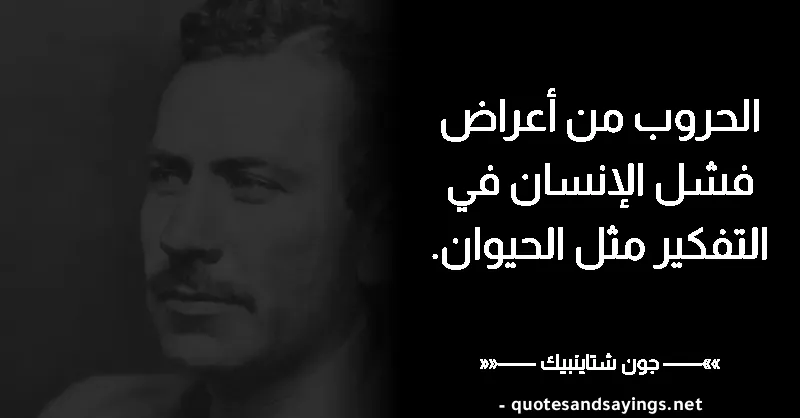 الحروب من أعراض
فشل الإنسان في
التفكير مثل الحيوان.
»»—— جون شتاينبيك ——««
- quotesandsayings.net